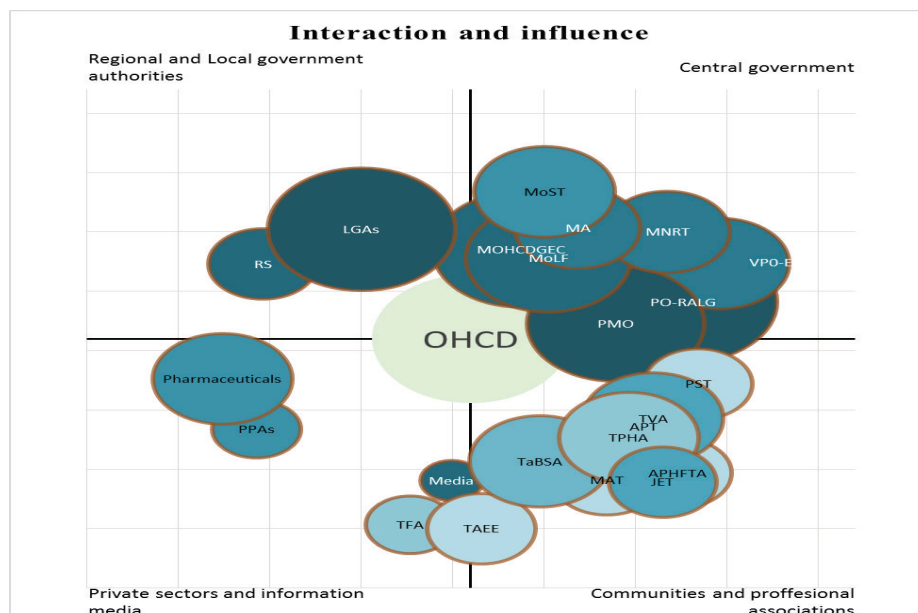 Interaction and influence
Regional and Local government
authorities
Central government
MoST
LGAs
MA
MNRT
MOHCDGEC
MoLF
RS
VP0-E
PO-RALG
PMO
OHCD
Pharmaceuticals
PST
TVA
APT
TPHA
PPAs
TaBSA
Media
MAT
APHFTA
JET
TFA
TAEE
Private sectors and information
media
Communities and proffesional
associations